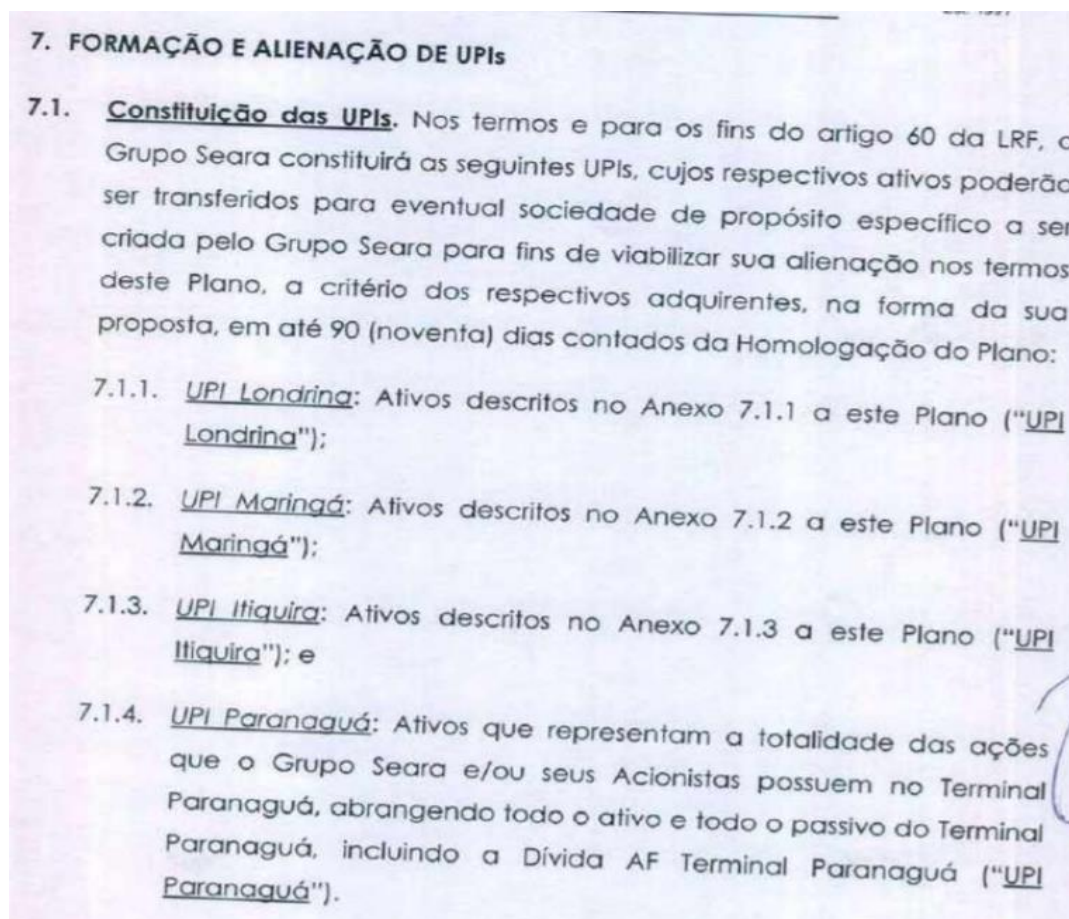 7. FORMAÇÃO E ALIENAÇÃO DE UPIs
7.1. Constituição das UPIs. Nos termos e para os fins do artigo 60 da LRF, o
Grupo Seara constituirá as seguintes UPIs, cujos respectivos ativos poderão
ser transferidos para eventual sociedade de propósito específico a ser
criada pelo Grupo Seara para fins de viabilizar sua alienação nos termos
deste Plano, a critério dos respectivos adquirentes, na forma da sua
proposta, em até 90 (noventa) dias contados da Homologação do Plano:
7.1.1. UPI Londrina: Ativos descritos no Anexo 7.1.1 a este Plano ("UPI
Londrina");
7.1.2. UPI Maringá: Ativos descritos no Anexo 7.1.2 a este Plano ("UPI
Maringá");
7.1.3. UPI Itiquira: Ativos descritos no Anexo 7.1.3 a este Plano ("UPI
Itiquira"); e
7.1.4. UPI Paranaguá: Ativos que representam a totalidade das ações
que o Grupo Seara e/ou seus Acionistas possuem no Terminal
Paranaguá, abrangendo todo o ativo e todo o passivo do Terminal
Paranaguá, incluindo a Dívida AF Terminal Paranaguá ("UPI
Paranaguá").